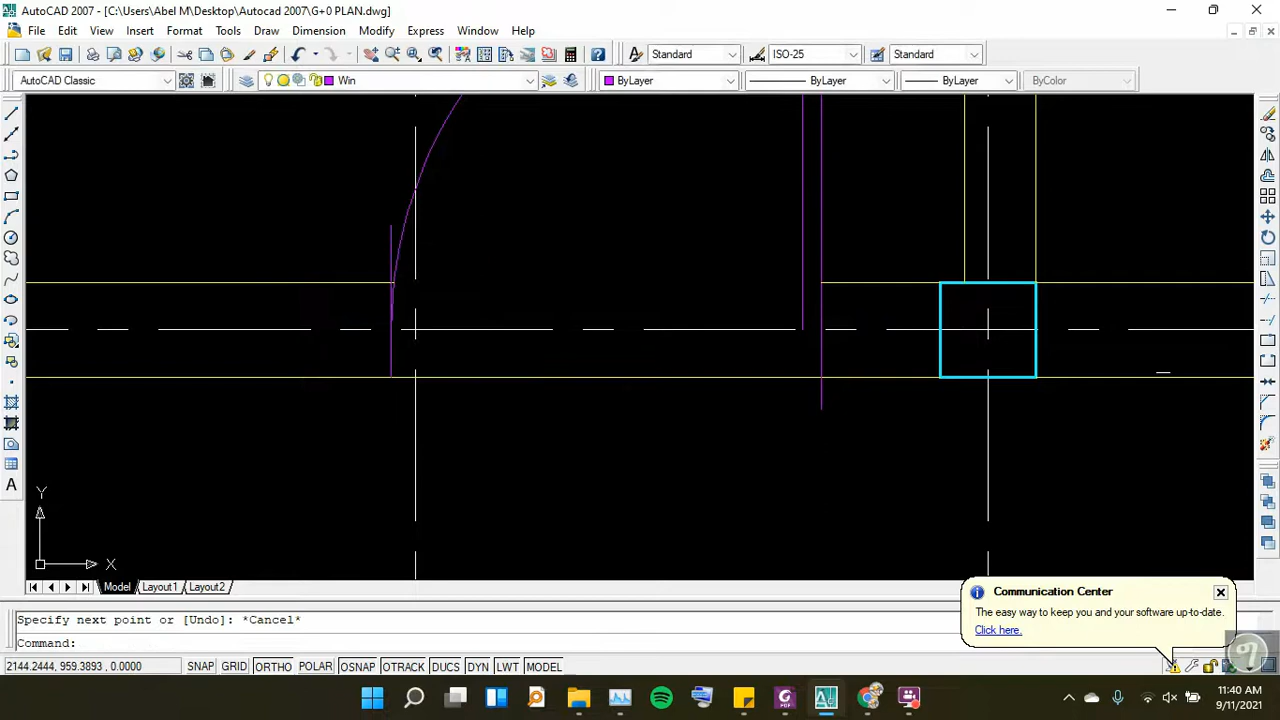 AutoCAD 2007 - [C:\Users\Abel M\Desktop\Autocad 2007\G+0 PLAN.dwg]
File Edit View Insert Format Tools Draw Dimension Modify Express Window Help
Standard ISO-25 Standard
AutoCAD Classic Win ByLayer ByLayer ByLayer ByColor
A
Y
X
Model Layout1 Layout2
Communication Center
The easy way to keep you and your software up-to-date.
Click here.
Specify next point or [Undo]: *Cancel*
Command:
2144.2444, 959.3893, 0.0000 SNAP GRID ORTHO POLAR OSNAP OTRACK DUCS DYN LWT MODEL
11:40 AM
9/11/2021